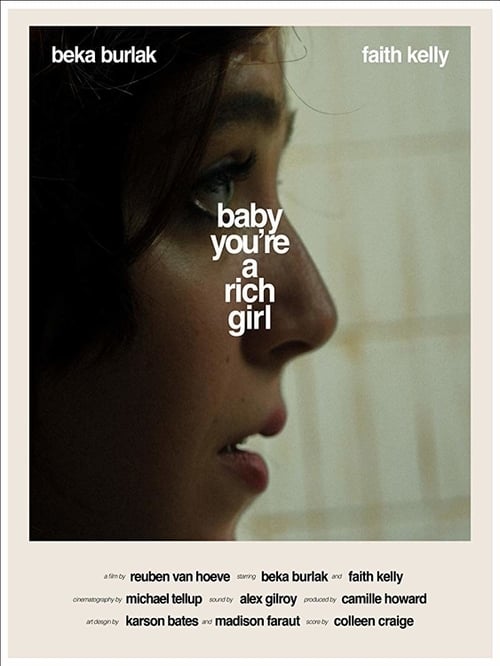 beka burlak faith kelly
baby
you're
a
rich
girl
a film by reuben van hoeve starring beka burlak and faith kelly
cinematography by michael tellup sound by alex gilroy produced by camille howard
art desgin by karson bates and madison faraut score by colleen craige